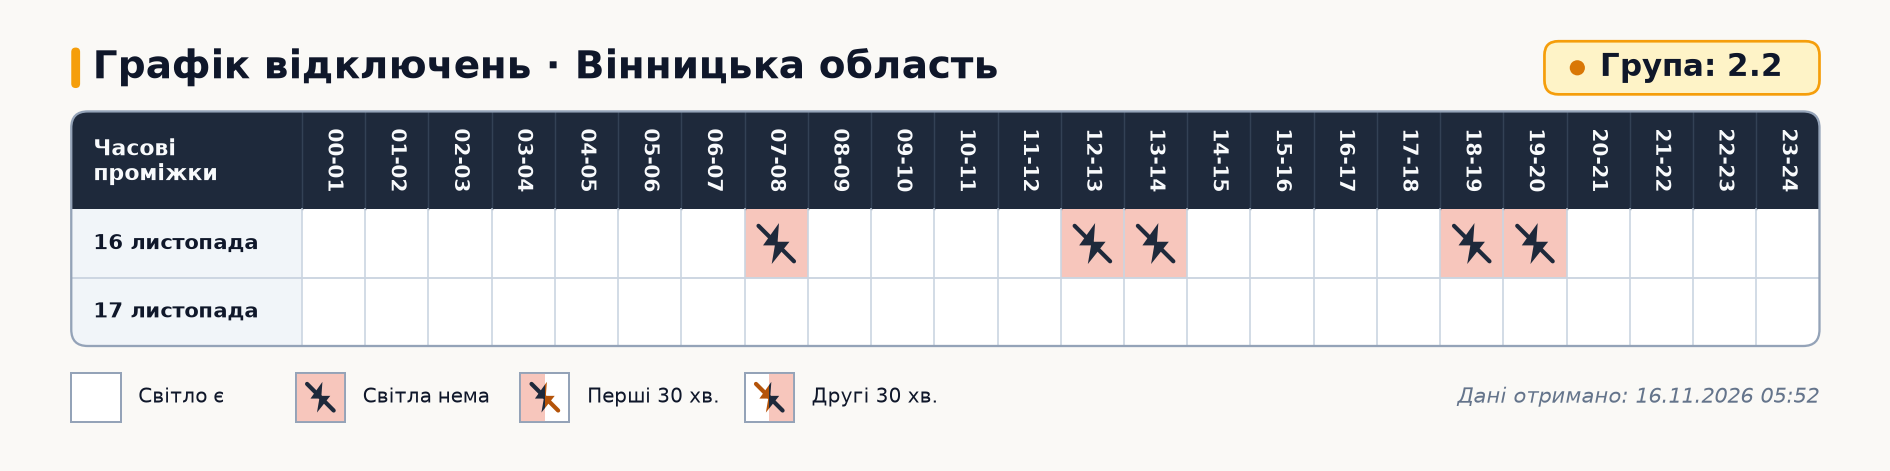 Графік відключень · Вінницька область
Група: 2.2
Часові
проміжки
00-01
01-02
02-03
03-04
04-05
05-06
06-07
07-08
08-09
09-10
10-11
11-12
12-13
13-14
14-15
15-16
16-17
17-18
18-19
19-20
20-21
21-22
22-23
23-24
16 листопада
17 листопада
Світло є
Світла нема
Перші 30 хв.
Другі 30 хв.
Дані отримано: 16.11.2026 05:52